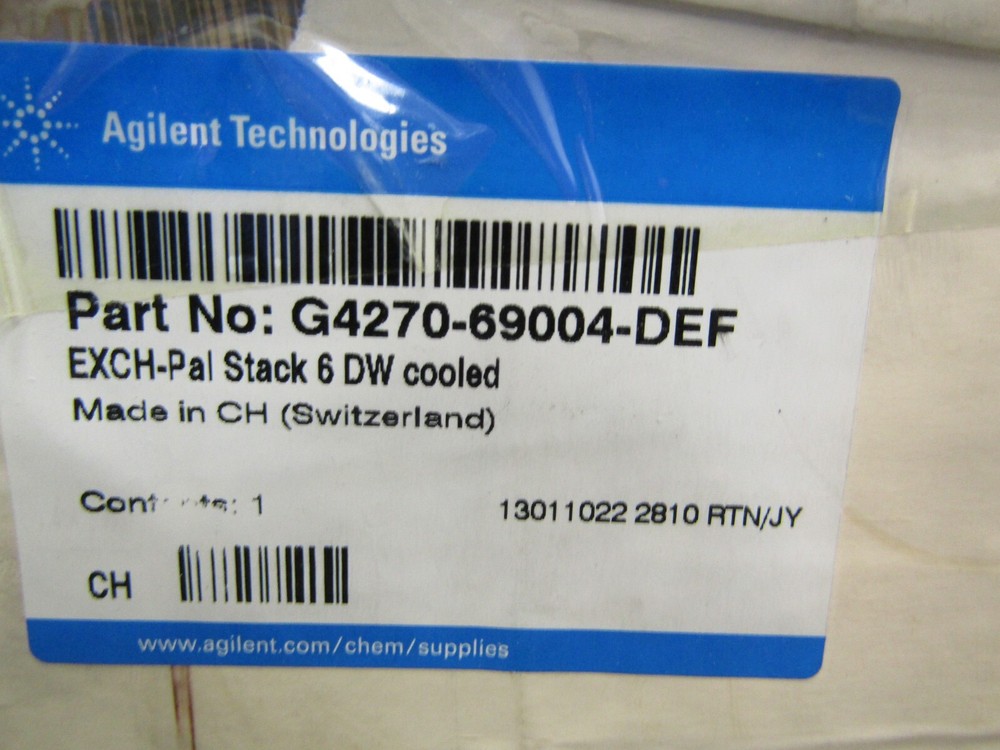 Agilent Technologies
Part No: G4270-69004-DEF
EXCH-Pal Stack 6 DW cooled
Made in CH (Switzerland)
Contents: 1
13011022 2810 RTN/JY
CH
www.agilent.com/chem/supplies